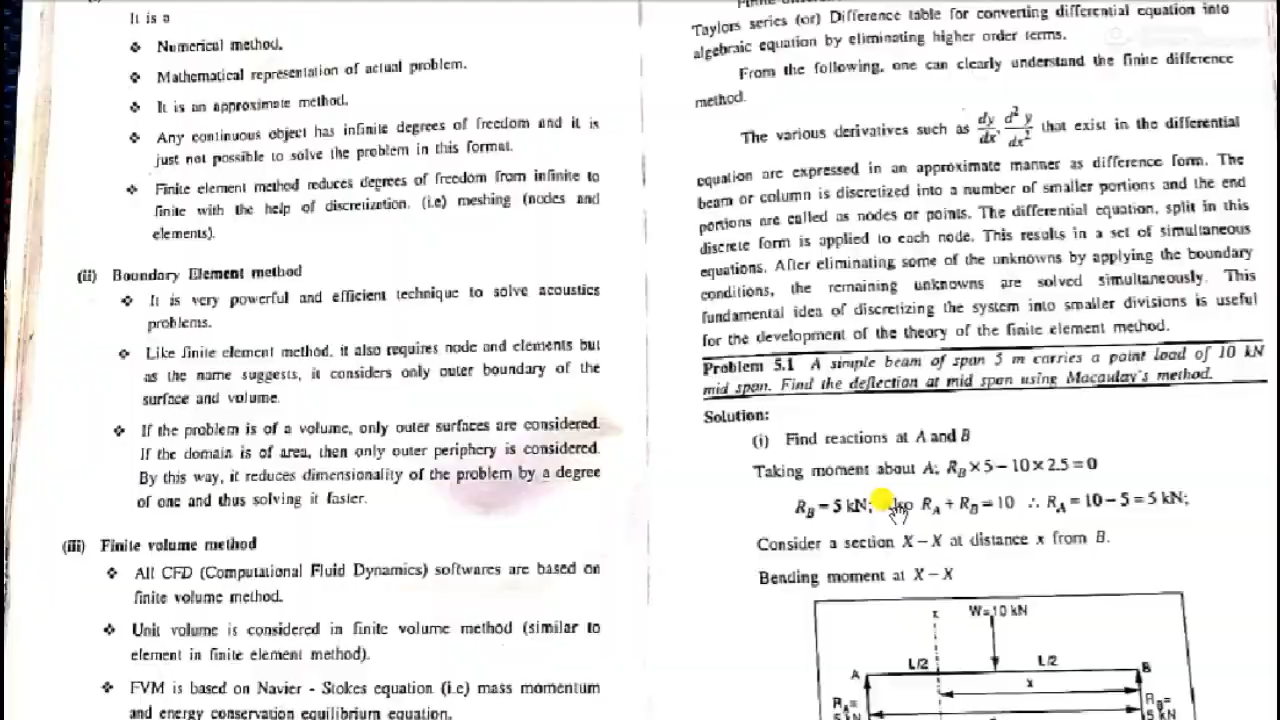 It is a
❖ Numerical method.
❖ Mathematical representation of actual problem.
❖ It is an approximate method.
❖ Any continuous object has infinite degrees of freedom and it is
just not possible to solve the problem in this format.
❖ Finite element method reduces degrees of freedom from infinite to
finite with the help of discretization. (i.e) meshing (nodes and
elements).
(ii) Boundary Element method
❖ It is very powerful and efficient technique to solve acoustics
problems.
❖ Like finite element method, it also requires node and elements but
as the name suggests, it considers only outer boundary of the
surface and volume.
❖ If the problem is of a volume, only outer surfaces are considered.
If the domain is of area, then only outer periphery is considered.
By this way, it reduces dimensionality of the problem by a degree
of one and thus solving it faster.
(iii) Finite volume method
❖ All CFD (Computational Fluid Dynamics) softwares are based on
finite volume method.
❖ Unit volume is considered in finite volume method (similar to
element in finite element method).
❖ FVM is based on Navier - Stokes equation (i.e) mass momentum
and energy conservation equilibrium equation.
Taylors series (or) Difference table for converting differential equation into
algebraic equation by eliminating higher order terms.
From the following, one can clearly understand the finite difference
method.
The various derivatives such as dy/dx, d²y/dx² that exist in the differential
equation are expressed in an approximate manner as difference form. The
beam or column is discretized into a number of smaller portions and the end
portions are called as nodes or points. The differential equation, split in this
discrete form is applied to each node. This results in a set of simultaneous
equations. After eliminating some of the unknowns by applying the boundary
conditions, the remaining unknowns are solved simultaneously. This
fundamental idea of discretizing the system into smaller divisions is useful
for the development of the theory of the finite element method.
Problem 5.1 A simple beam of span 5 m carries a point load of 10 kN
mid span. Find the deflection at mid span using Macaulay's method.
Solution:
(i) Find reactions at A and B
Taking moment about A; R_B × 5 − 10 × 2.5 = 0
R_B = 5 kN; R_A + R_B = 10 ∴ R_A = 10 − 5 = 5 kN;
Consider a section X − X at distance x from B.
Bending moment at X − X
x W=10 kN
L/2 L/2
A B
x
R_A= R_B=
5 kN 5 kN